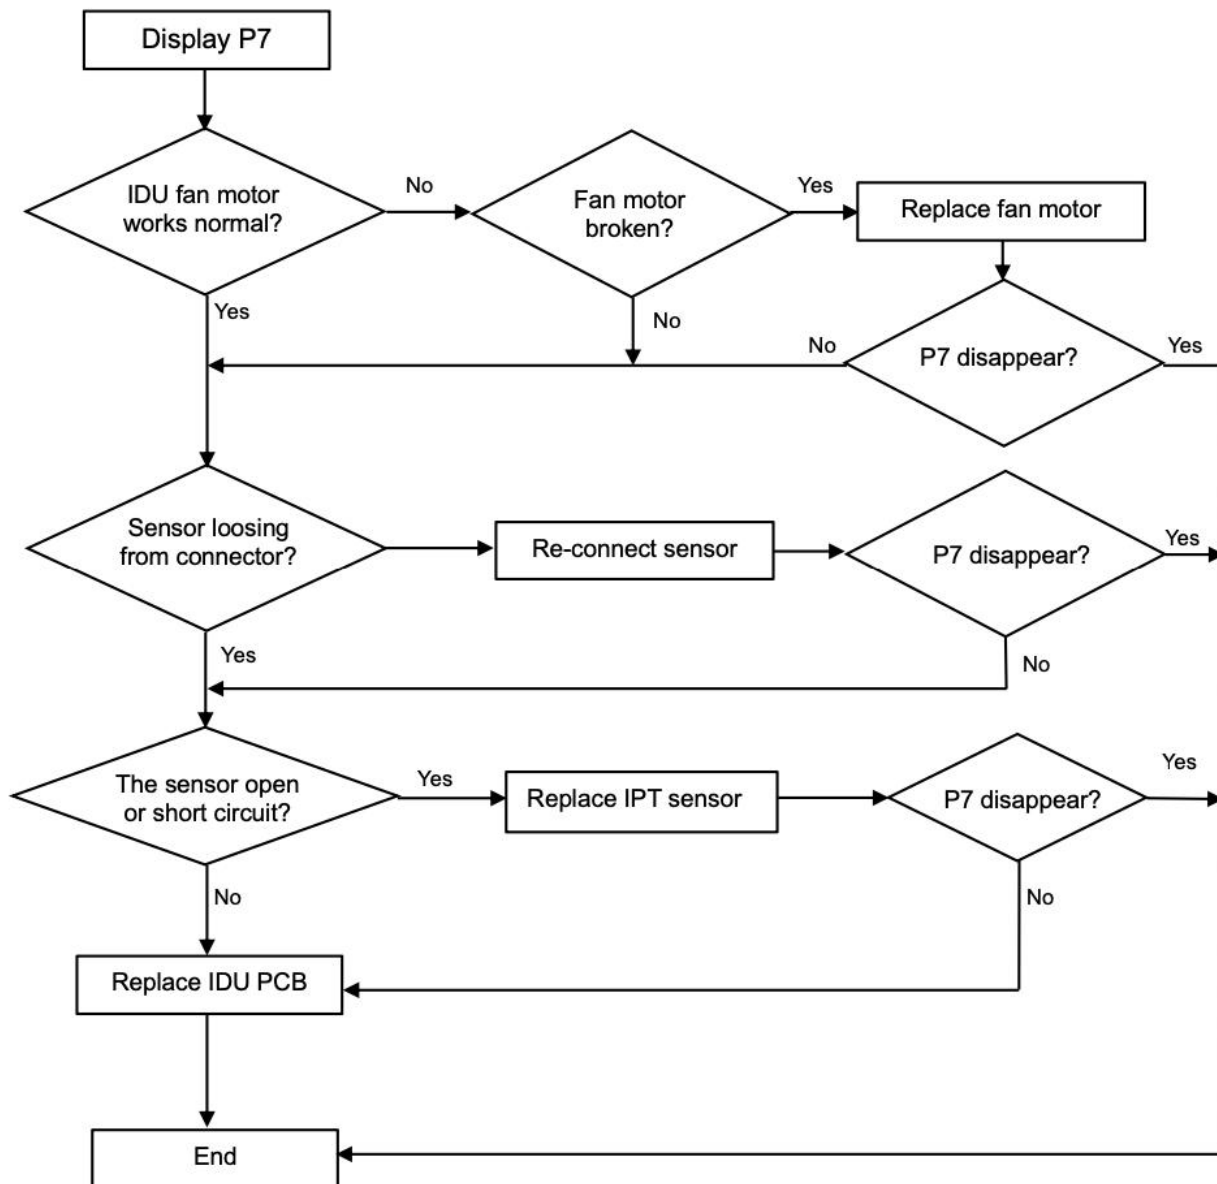 Display P7
IDU fan motor
works normal?
No
Fan motor
broken?
Yes
Replace fan motor
Yes
No
No
P7 disappear?
Yes
Sensor loosing
from connector?
Re-connect sensor
P7 disappear?
Yes
Yes
No
The sensor open
or short circuit?
Yes
Replace IPT sensor
P7 disappear?
Yes
No
No
Replace IDU PCB
End